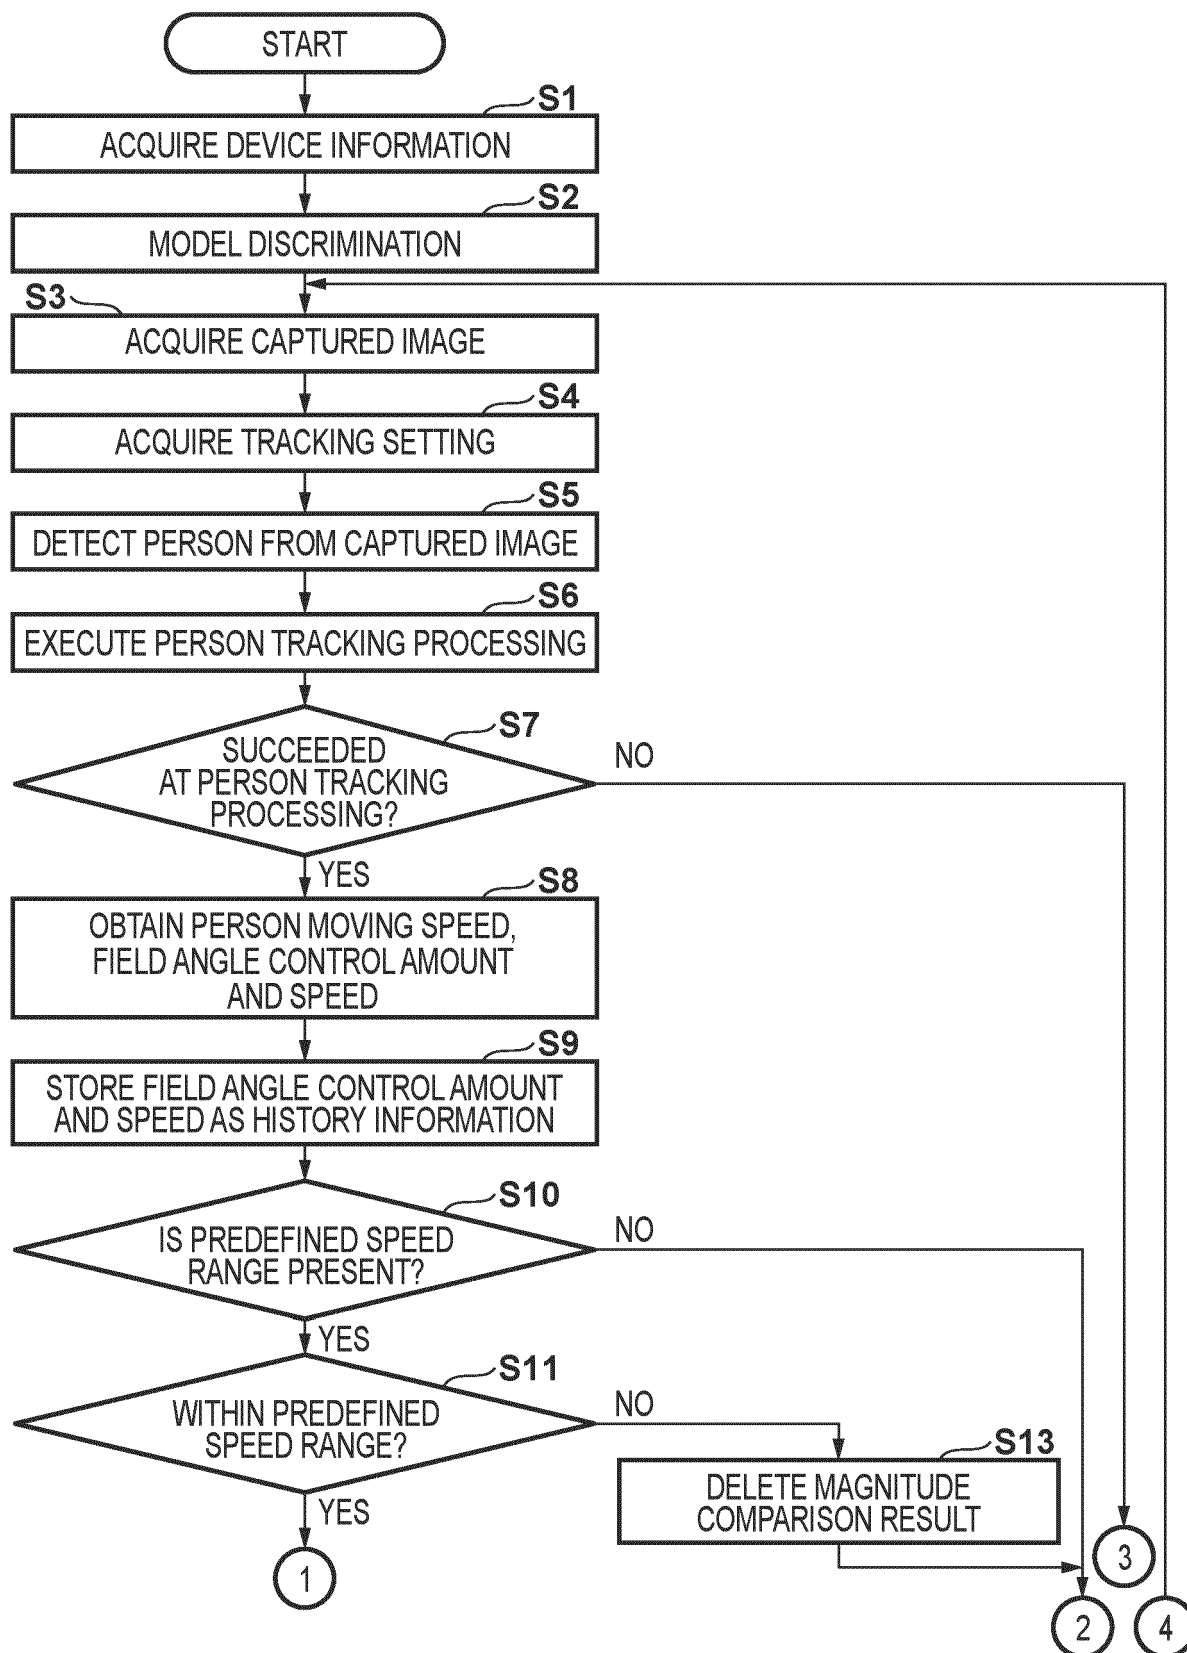 START
S1
ACQUIRE DEVICE INFORMATION
S2
MODEL DISCRIMINATION
S3
ACQUIRE CAPTURED IMAGE
S4
ACQUIRE TRACKING SETTING
S5
DETECT PERSON FROM CAPTURED IMAGE
S6
EXECUTE PERSON TRACKING PROCESSING
S7
SUCCEEDED
AT PERSON TRACKING
PROCESSING?
NO
YES
S8
OBTAIN PERSON MOVING SPEED,
FIELD ANGLE CONTROL AMOUNT
AND SPEED
S9
STORE FIELD ANGLE CONTROL AMOUNT
AND SPEED AS HISTORY INFORMATION
S10
IS PREDEFINED SPEED
RANGE PRESENT?
NO
YES
S11
WITHIN PREDEFINED
SPEED RANGE?
NO
YES
S13
DELETE MAGNITUDE
COMPARISON RESULT
1
3
2
4